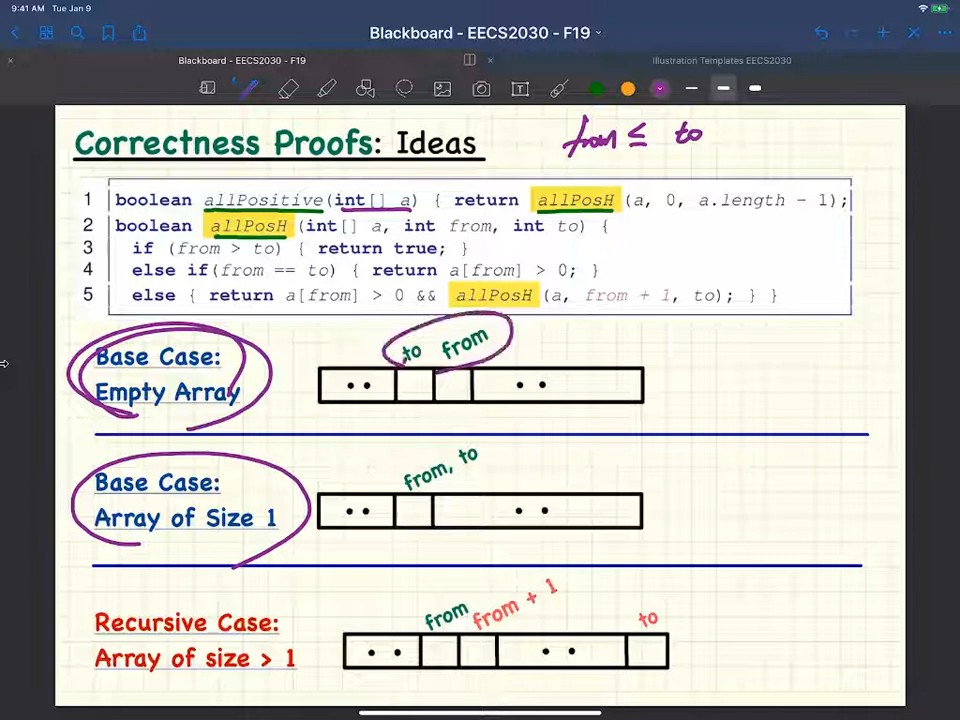 9:41 AM Tue Jan 9
Blackboard - EECS2030 - F19
Blackboard - EECS2030 - F19
Illustration Templates EECS2030
Correctness Proofs: Ideas
from ≤ to
1 boolean allPositive(int[] a) { return allPosH (a, 0, a.length - 1);
2 boolean allPosH (int[] a, int from, int to) {
3 if (from > to) { return true; }
4 else if(from == to) { return a[from] > 0; }
5 else { return a[from] > 0 && allPosH (a, from + 1, to); } }
Base Case:
Empty Array
to from
Base Case:
Array of Size 1
from, to
Recursive Case:
Array of size > 1
from from + 1 to